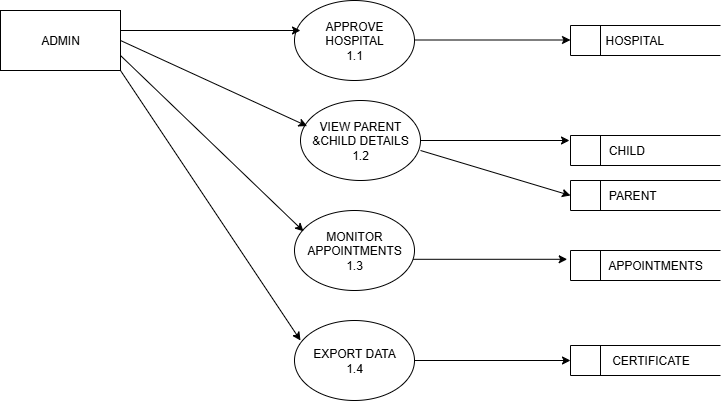 ADMIN
APPROVE
HOSPITAL
1.1
HOSPITAL
VIEW PARENT
&CHILD DETAILS
1.2
CHILD
PARENT
MONITOR
APPOINTMENTS
1.3
APPOINTMENTS
EXPORT DATA
1.4
CERTIFICATE